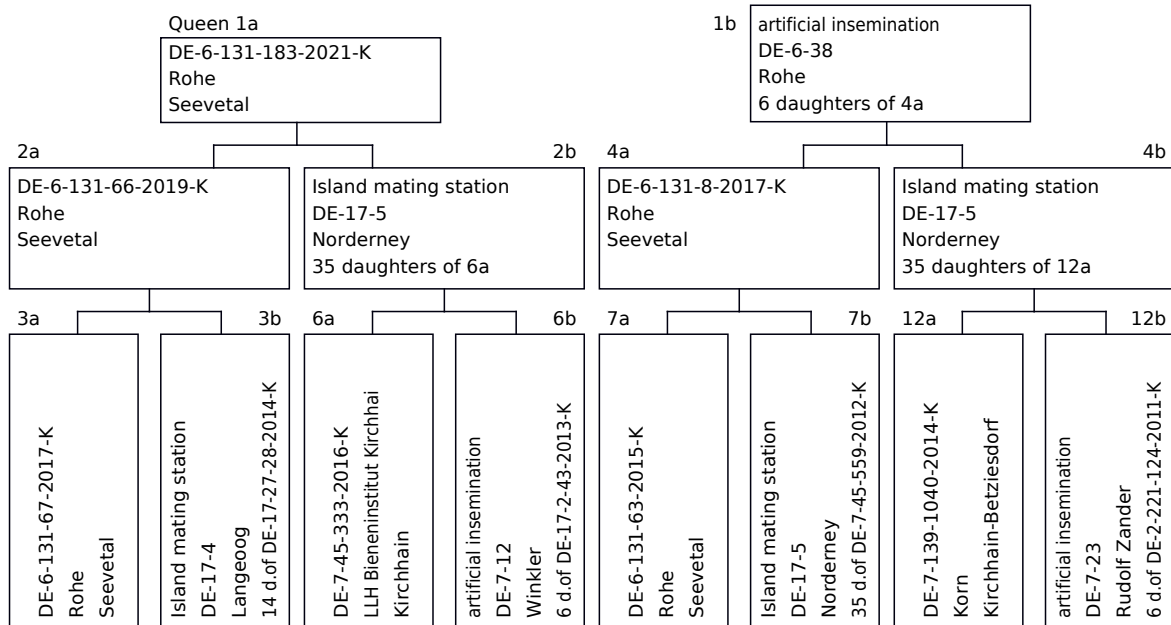 Queen 1a
DE-6-131-183-2021-K
Rohe
Seevetal
1b
artificial insemination
DE-6-38
Rohe
6 daughters of 4a
2a
DE-6-131-66-2019-K
Rohe
Seevetal
2b
Island mating station
DE-17-5
Norderney
35 daughters of 6a
4a
DE-6-131-8-2017-K
Rohe
Seevetal
4b
Island mating station
DE-17-5
Norderney
35 daughters of 12a
3a
DE-6-131-67-2017-K
Rohe
Seevetal
3b
Island mating station
DE-17-4
Langeoog
14 d.of DE-17-27-28-2014-K
6a
DE-7-45-333-2016-K
LLH Bieneninstitut Kirchhai
Kirchhain
6b
artificial insemination
DE-7-12
Winkler
6 d.of DE-17-2-43-2013-K
7a
DE-6-131-63-2015-K
Rohe
Seevetal
7b
Island mating station
DE-17-5
Norderney
35 d.of DE-7-45-559-2012-K
12a
DE-7-139-1040-2014-K
Korn
Kirchhain-Betziesdorf
12b
artificial insemination
DE-7-23
Rudolf Zander
6 d.of DE-2-221-124-2011-K